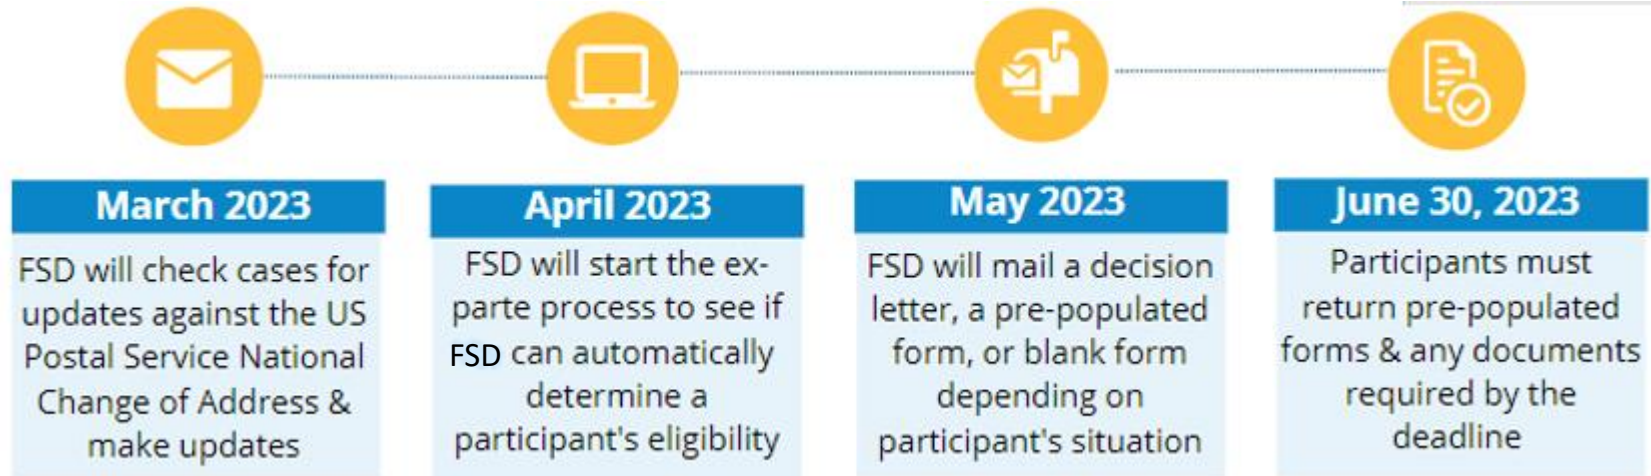 March 2023
FSD will check cases for
updates against the US
Postal Service National
Change of Address &
make updates
April 2023
FSD will start the ex-
parte process to see if
FSD can automatically
determine a
participant's eligibility
May 2023
FSD will mail a decision
letter, a pre-populated
form, or blank form
depending on
participant's situation
June 30, 2023
Participants must
return pre-populated
forms & any documents
required by the
deadline